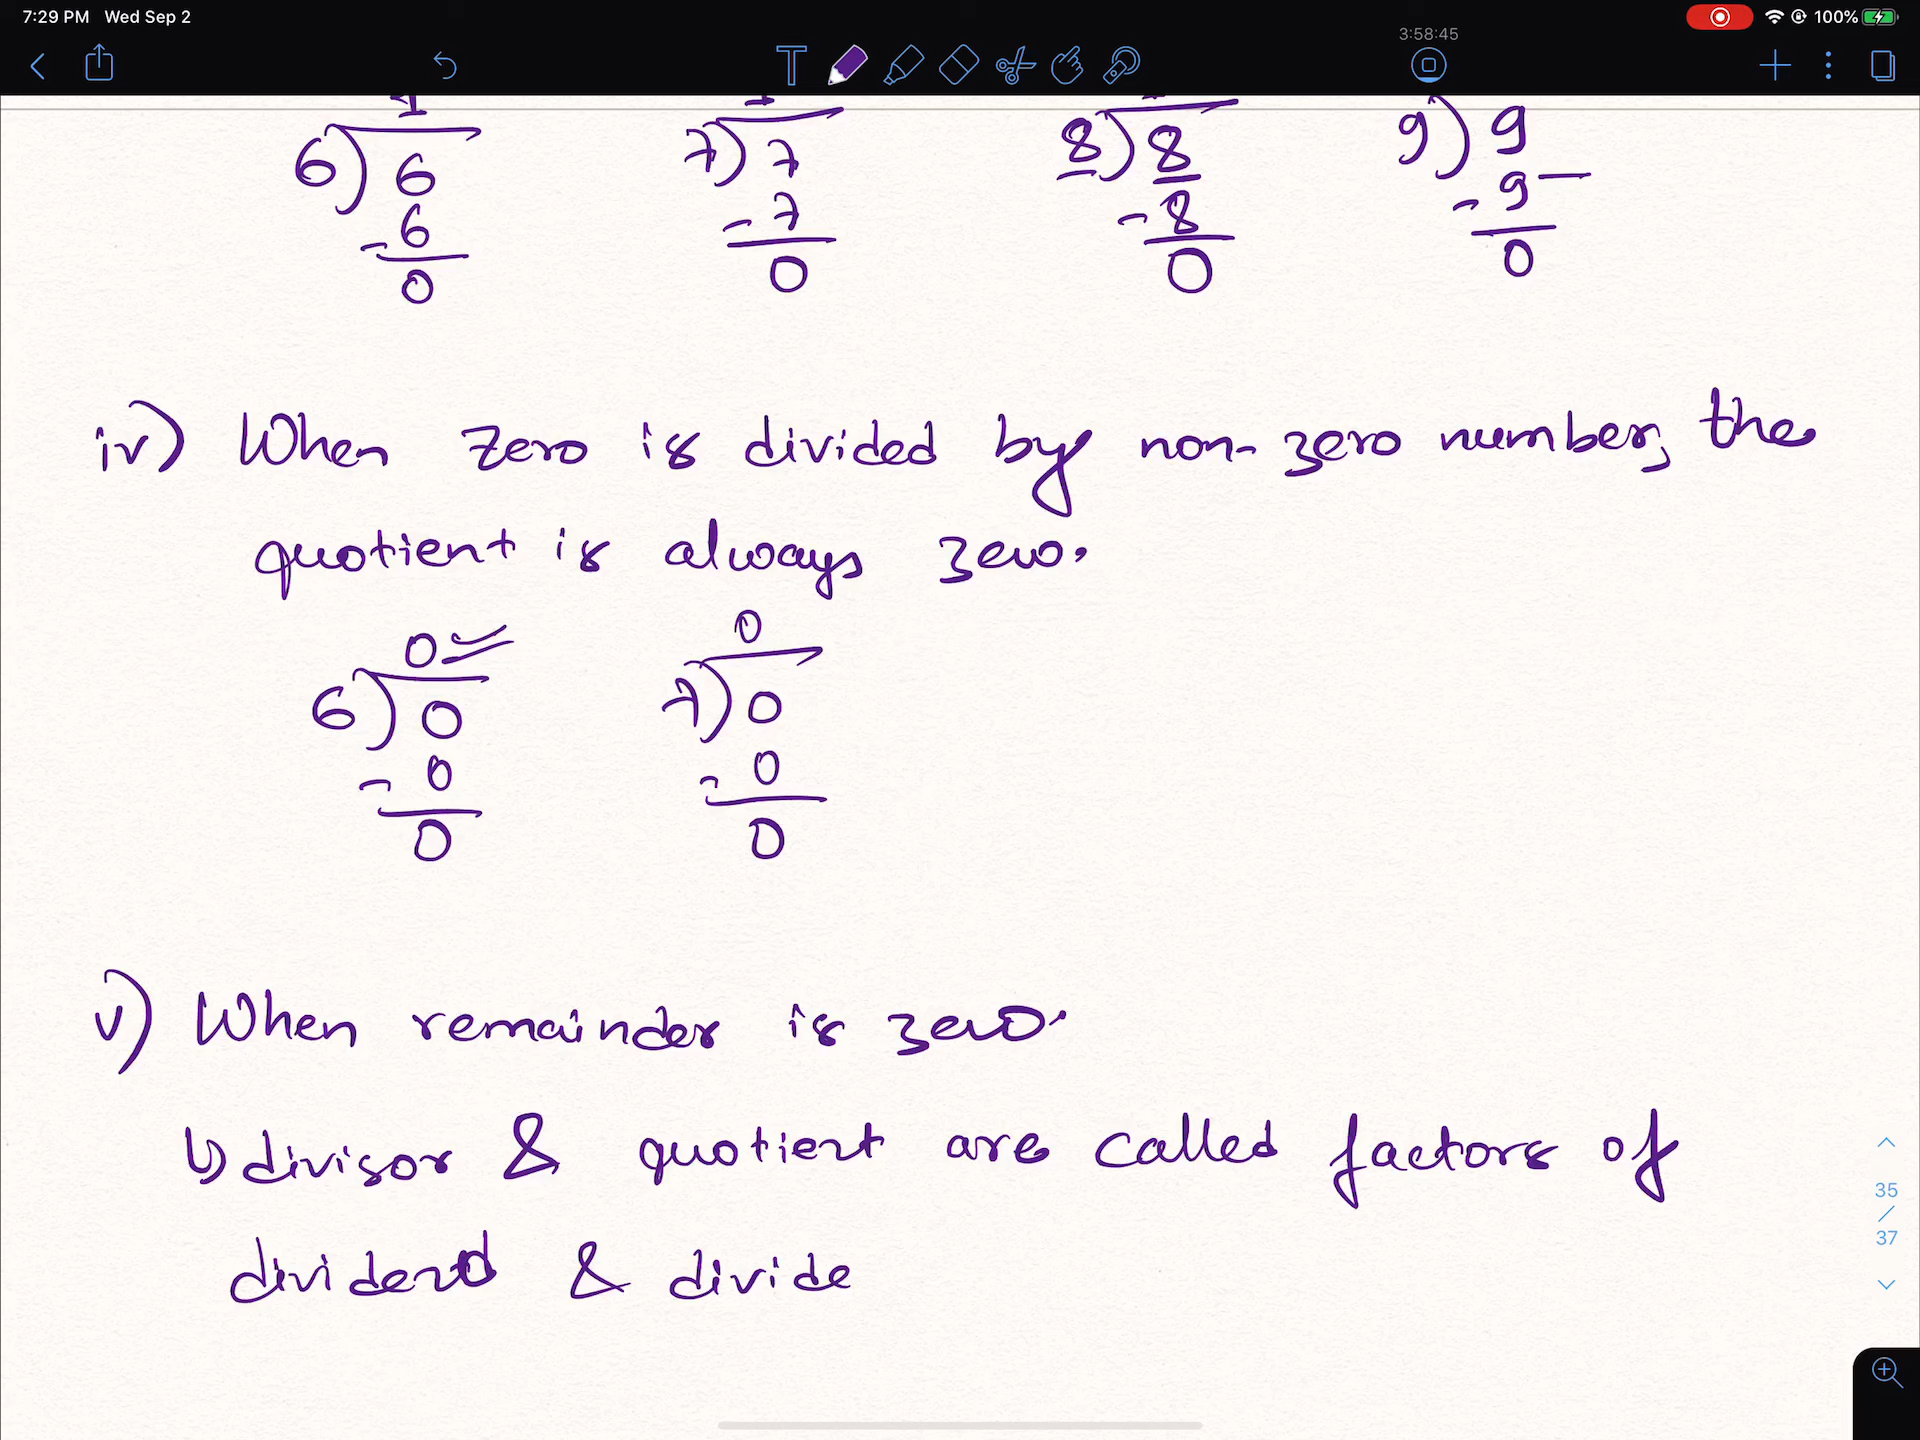 7:29 PM Wed Sep 2
100%
3:58:45
1 1
6) 6 7) 7 8) 8 9) 9
- 6 - 7 - 8 - 9
0 0 0 0
iv) When zero is divided by non-zero number, the
quotient is always zero.
0 0
6) 0 7) 0
- 0 - 0
0 0
v) When remainder is zero.
divisor & quotient are called factors of
dividend & divide
35
/
37